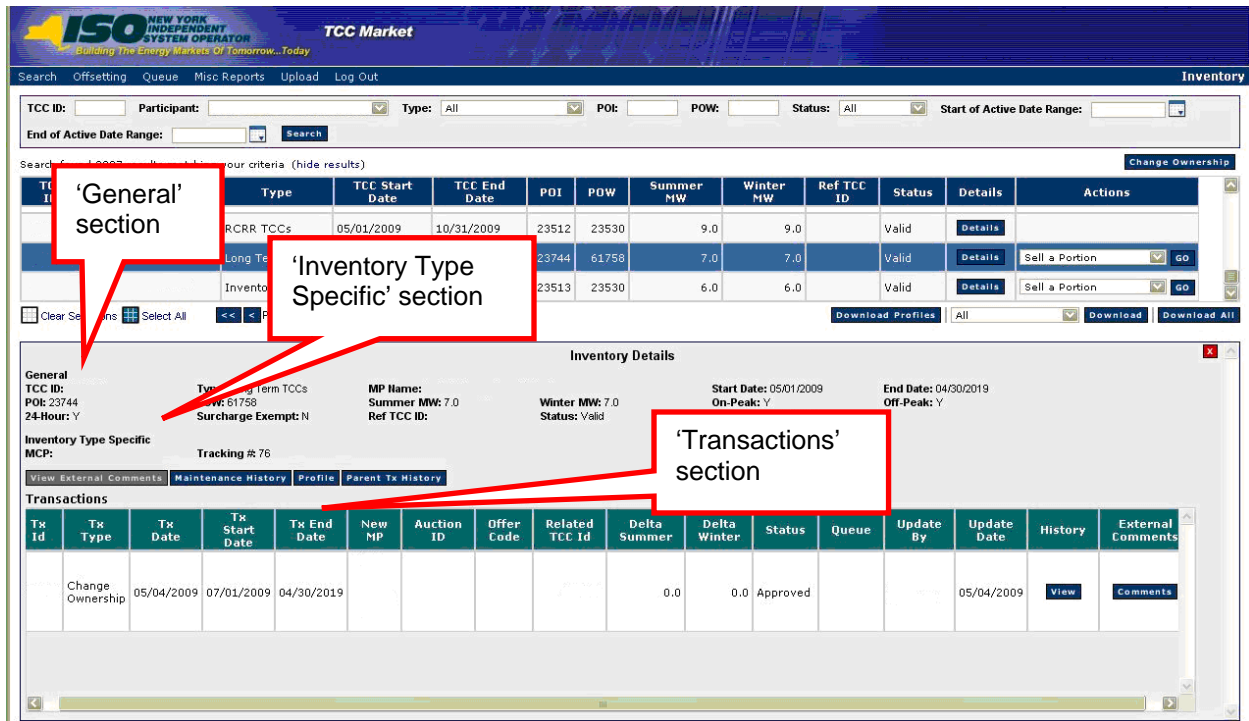 NEW YORK
ISO INDEPENDENT
SYSTEM OPERATOR
Building The Energy Markets Of Tomorrow...Today
TCC Market
Search Offsetting Queue Misc Reports Upload Log Out Inventory
TCC ID: Participant: Type: All POI: POW: Status: All Start of Active Date Range:
End of Active Date Range: Search
your criteria (hide results) Change Ownership
Type TCC Start Date TCC End Date POI POW Summer MW Winter MW Ref TCC ID Status Details Actions
RCRR TCCs 05/01/2009 10/31/2009 23512 23530 9.0 9.0 Valid Details
Long 23744 61758 7.0 7.0 Valid Details Sell a Portion GO
23513 23530 6.0 6.0 Valid Details Sell a Portion GO
Select All << < Download Profiles All Download Download All
‘General’
section
‘Inventory Type
Specific’ section
Inventory Details X
General
TCC ID: Term TCCs MP Name: Start Date: 05/01/2009 End Date: 04/30/2019
POI: 23744 61758 Summer MW: 7.0 Winter MW: 7.0 On-Peak: Y Off-Peak: Y
24-Hour: Y Surcharge Exempt: N Ref TCC ID: Status: Valid
‘Transactions’
section
Inventory Type Specific
MCP: Tracking #: 76
View External Comments Maintenance History Profile Parent Tx History
Transactions
Tx Id Tx Type Tx Date Tx Start Date Tx End Date New MP Auction ID Offer Code Related TCC Id Delta Summer Delta Winter Status Queue Update By Update Date History External Comments
Change Ownership 05/04/2009 07/01/2009 04/30/2019 0.0 0.0 Approved 05/04/2009 View Comments